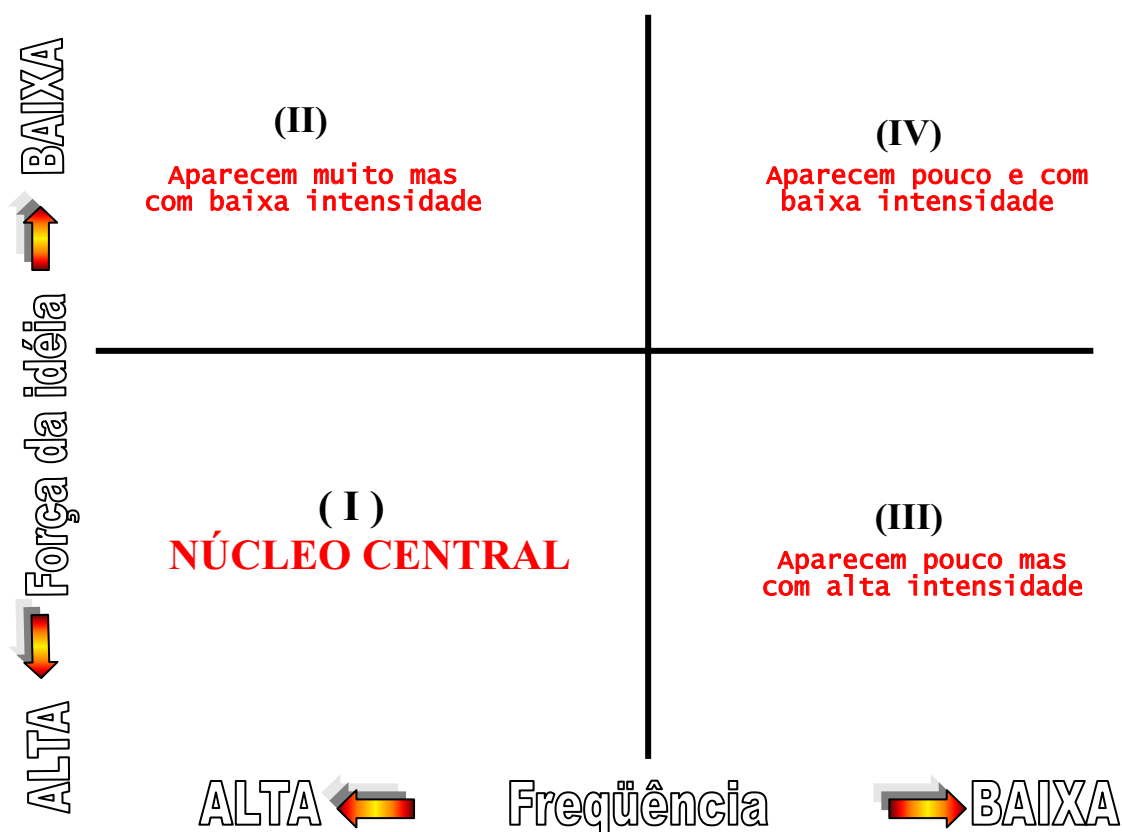 BAIXA
Força da idéia
ALTA
(II)
Aparecem muito mas
com baixa intensidade
(IV)
Aparecem pouco e com
baixa intensidade
( I )
NÚCLEO CENTRAL
(III)
Aparecem pouco mas
com alta intensidade
ALTA
Freqüência
BAIXA